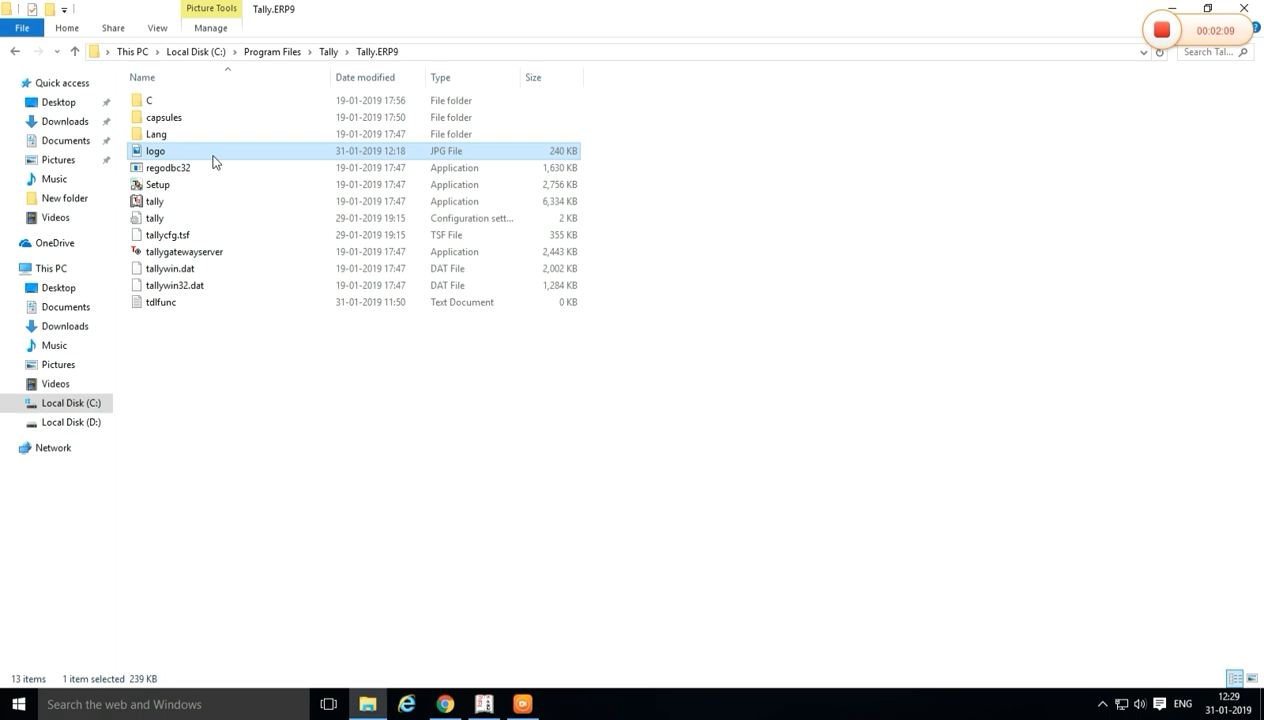 Picture Tools
Tally.ERP9
File
Home
Share
View
Manage
00:02:09
This PC
Local Disk (C:)
Program Files
Tally
Tally.ERP9
Search Tal...
Name
Date modified
Type
Size
Quick access
Desktop
Downloads
Documents
Pictures
Music
New folder
Videos
OneDrive
This PC
Desktop
Documents
Downloads
Music
Pictures
Videos
Local Disk (C:)
Local Disk (D:)
Network
C 19-01-2019 17:56 File folder
capsules 19-01-2019 17:50 File folder
Lang 19-01-2019 17:47 File folder
logo 31-01-2019 12:18 JPG File 240 KB
regodbc32 19-01-2019 17:47 Application 1,630 KB
Setup 19-01-2019 17:47 Application 2,756 KB
tally 19-01-2019 17:47 Application 6,334 KB
tally 29-01-2019 19:15 Configuration sett... 2 KB
tallycfg.tsf 29-01-2019 19:15 TSF File 355 KB
tallygatewayserver 19-01-2019 17:47 Application 2,443 KB
tallywin.dat 19-01-2019 17:47 DAT File 2,002 KB
tallywin32.dat 19-01-2019 17:47 DAT File 1,284 KB
tdlfunc 31-01-2019 11:50 Text Document 0 KB
13 items 1 item selected 239 KB
Search the web and Windows
ENG
12:29
31-01-2019